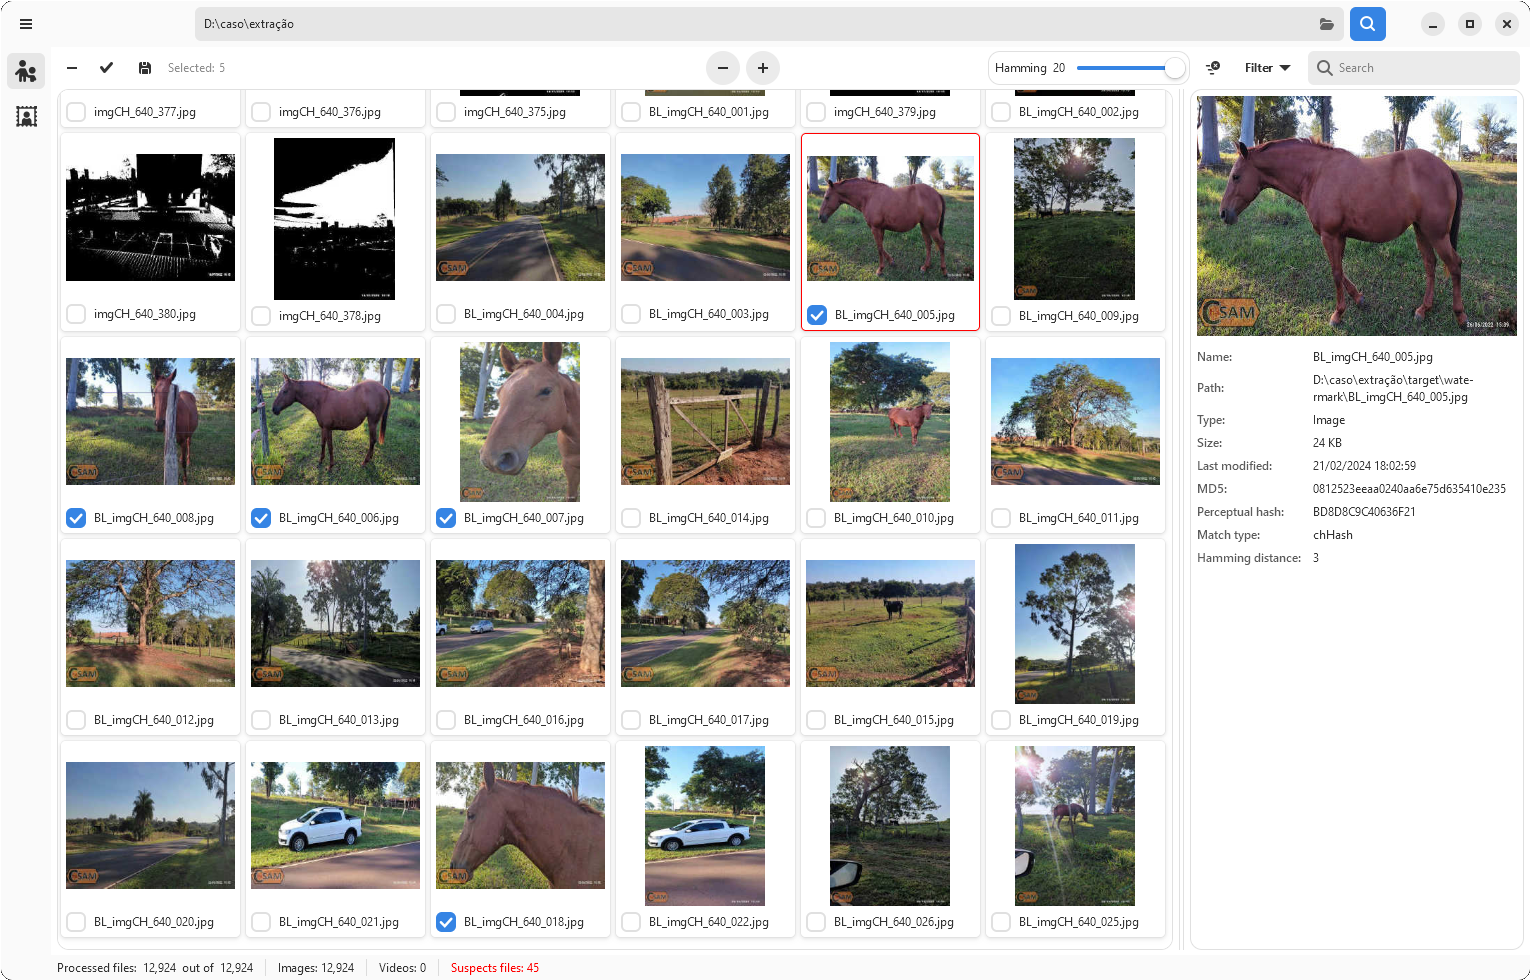 D:\caso\extração
Selected: 5
Hamming 20
Filter
Search
imgCH_640_377.jpg
imgCH_640_376.jpg
imgCH_640_375.jpg
BL_imgCH_640_001.jpg
imgCH_640_379.jpg
BL_imgCH_640_002.jpg
imgCH_640_380.jpg
imgCH_640_378.jpg
BL_imgCH_640_004.jpg
BL_imgCH_640_003.jpg
BL_imgCH_640_005.jpg
BL_imgCH_640_009.jpg
BL_imgCH_640_008.jpg
BL_imgCH_640_006.jpg
BL_imgCH_640_007.jpg
BL_imgCH_640_014.jpg
BL_imgCH_640_010.jpg
BL_imgCH_640_011.jpg
BL_imgCH_640_012.jpg
BL_imgCH_640_013.jpg
BL_imgCH_640_016.jpg
BL_imgCH_640_017.jpg
BL_imgCH_640_015.jpg
BL_imgCH_640_019.jpg
BL_imgCH_640_020.jpg
BL_imgCH_640_021.jpg
BL_imgCH_640_018.jpg
BL_imgCH_640_022.jpg
BL_imgCH_640_026.jpg
BL_imgCH_640_025.jpg
CSAM
Name: BL_imgCH_640_005.jpg
Path: D:\caso\extração\target\wate-
rmark\BL_imgCH_640_005.jpg
Type: Image
Size: 24 KB
Last modified: 21/02/2024 18:02:59
MD5: 0812523eeaa0240aa6e75d635410e235
Perceptual hash: BD8D8C9C40636F21
Match type: chHash
Hamming distance: 3
Processed files: 12,924 out of 12,924
Images: 12,924
Videos: 0
Suspects files: 45